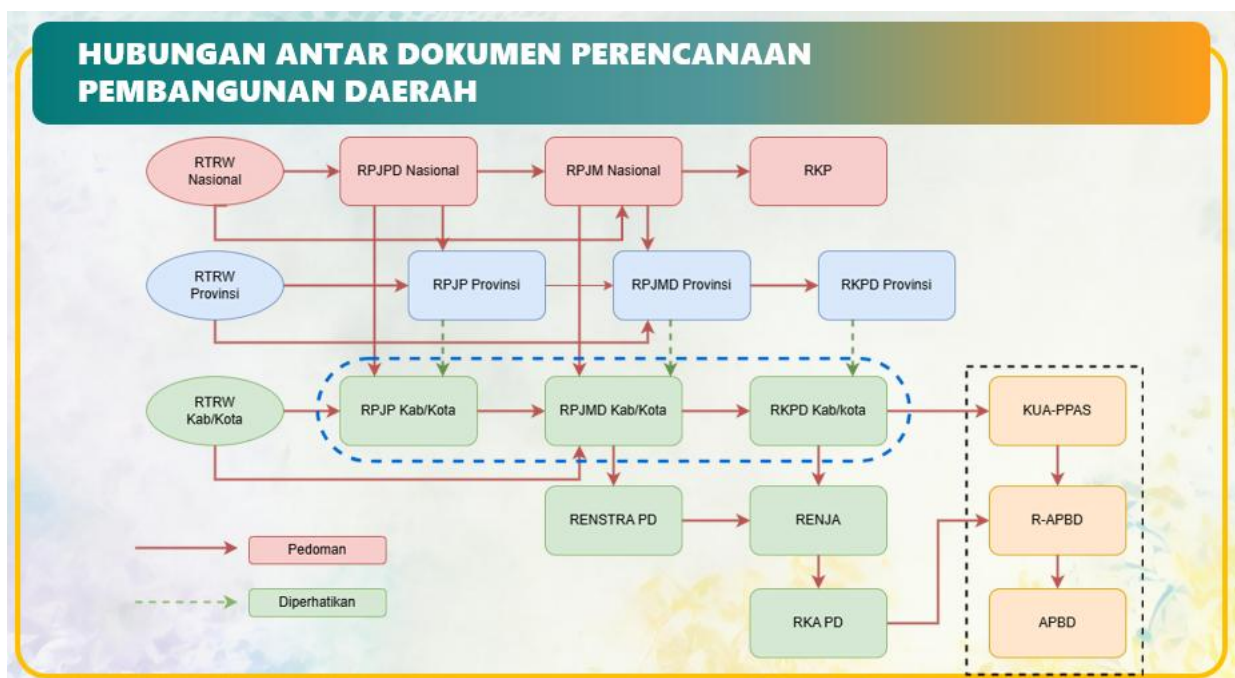 HUBUNGAN ANTAR DOKUMEN PERENCANAAN
PEMBANGUNAN DAERAH
RTRW
Nasional
RPJPD Nasional
RPJM Nasional
RKP
RTRW
Provinsi
RPJP Provinsi
RPJMD Provinsi
RKPD Provinsi
RTRW
Kab/Kota
RPJP Kab/Kota
RPJMD Kab/Kota
RKPD Kab/kota
KUA-PPAS
RENSTRA PD
RENJA
R-APBD
Pedoman
Diperhatikan
RKA PD
APBD